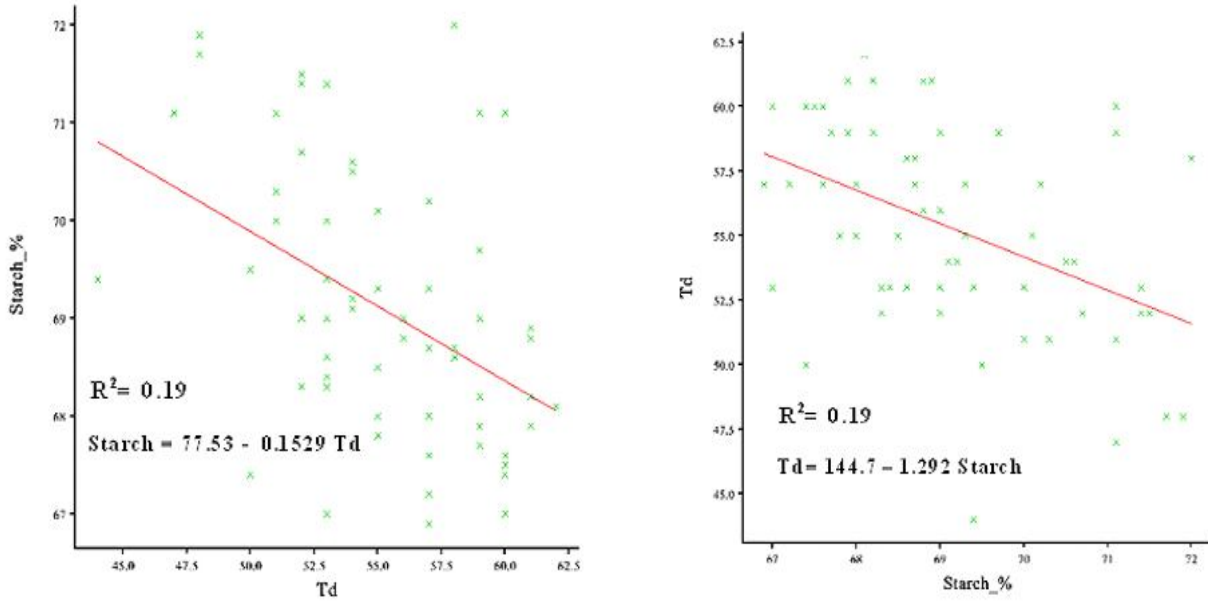 72
71
70
69
68
67
Starch_%
R²= 0.19
Starch = 77.53 - 0.1529 Td
45.0 47.5 50.0 52.5 55.0 57.5 60.0 62.5
Td
62.5
60.0
57.5
55.0
52.5
50.0
47.5
45.0
Td
R²= 0.19
Td= 144.7 – 1.292 Starch
67 68 69 70 71 72
Starch_%